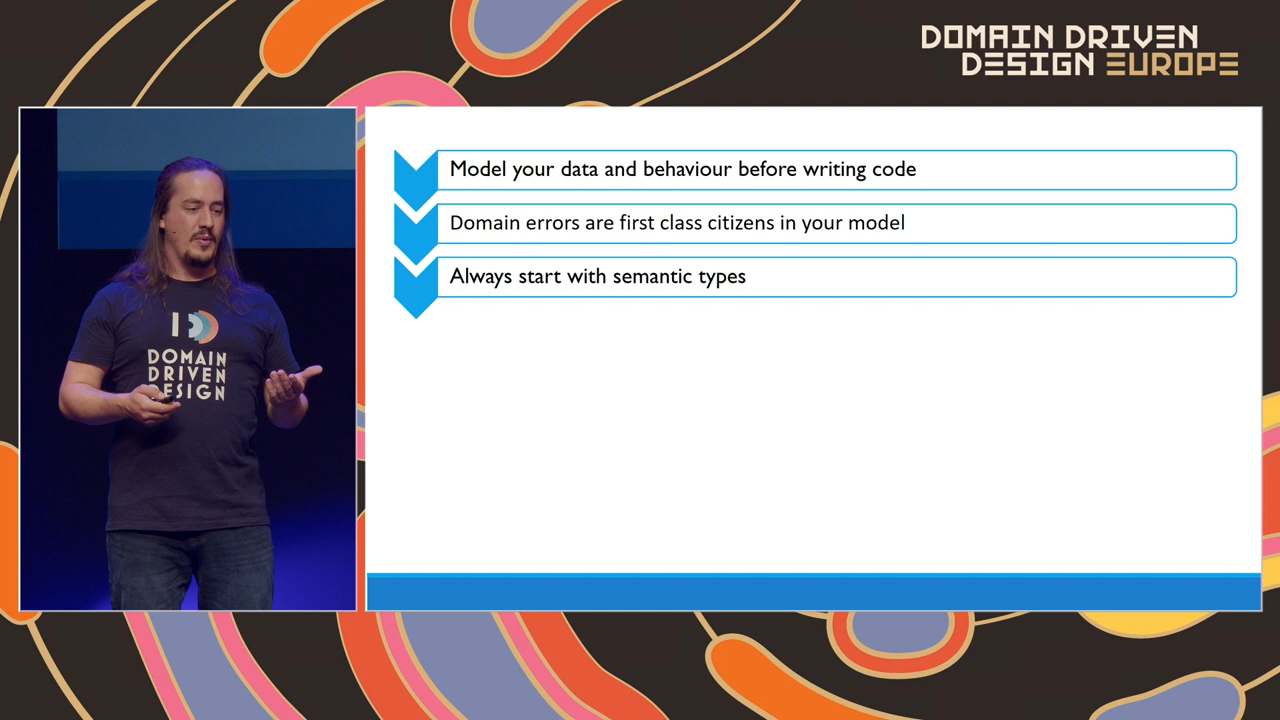 DOMAIN DRIVEN
DESIGN EUROPE
Model your data and behaviour before writing code
Domain errors are first class citizens in your model
Always start with semantic types
DOMAIN
DRIVEN
DESIGN